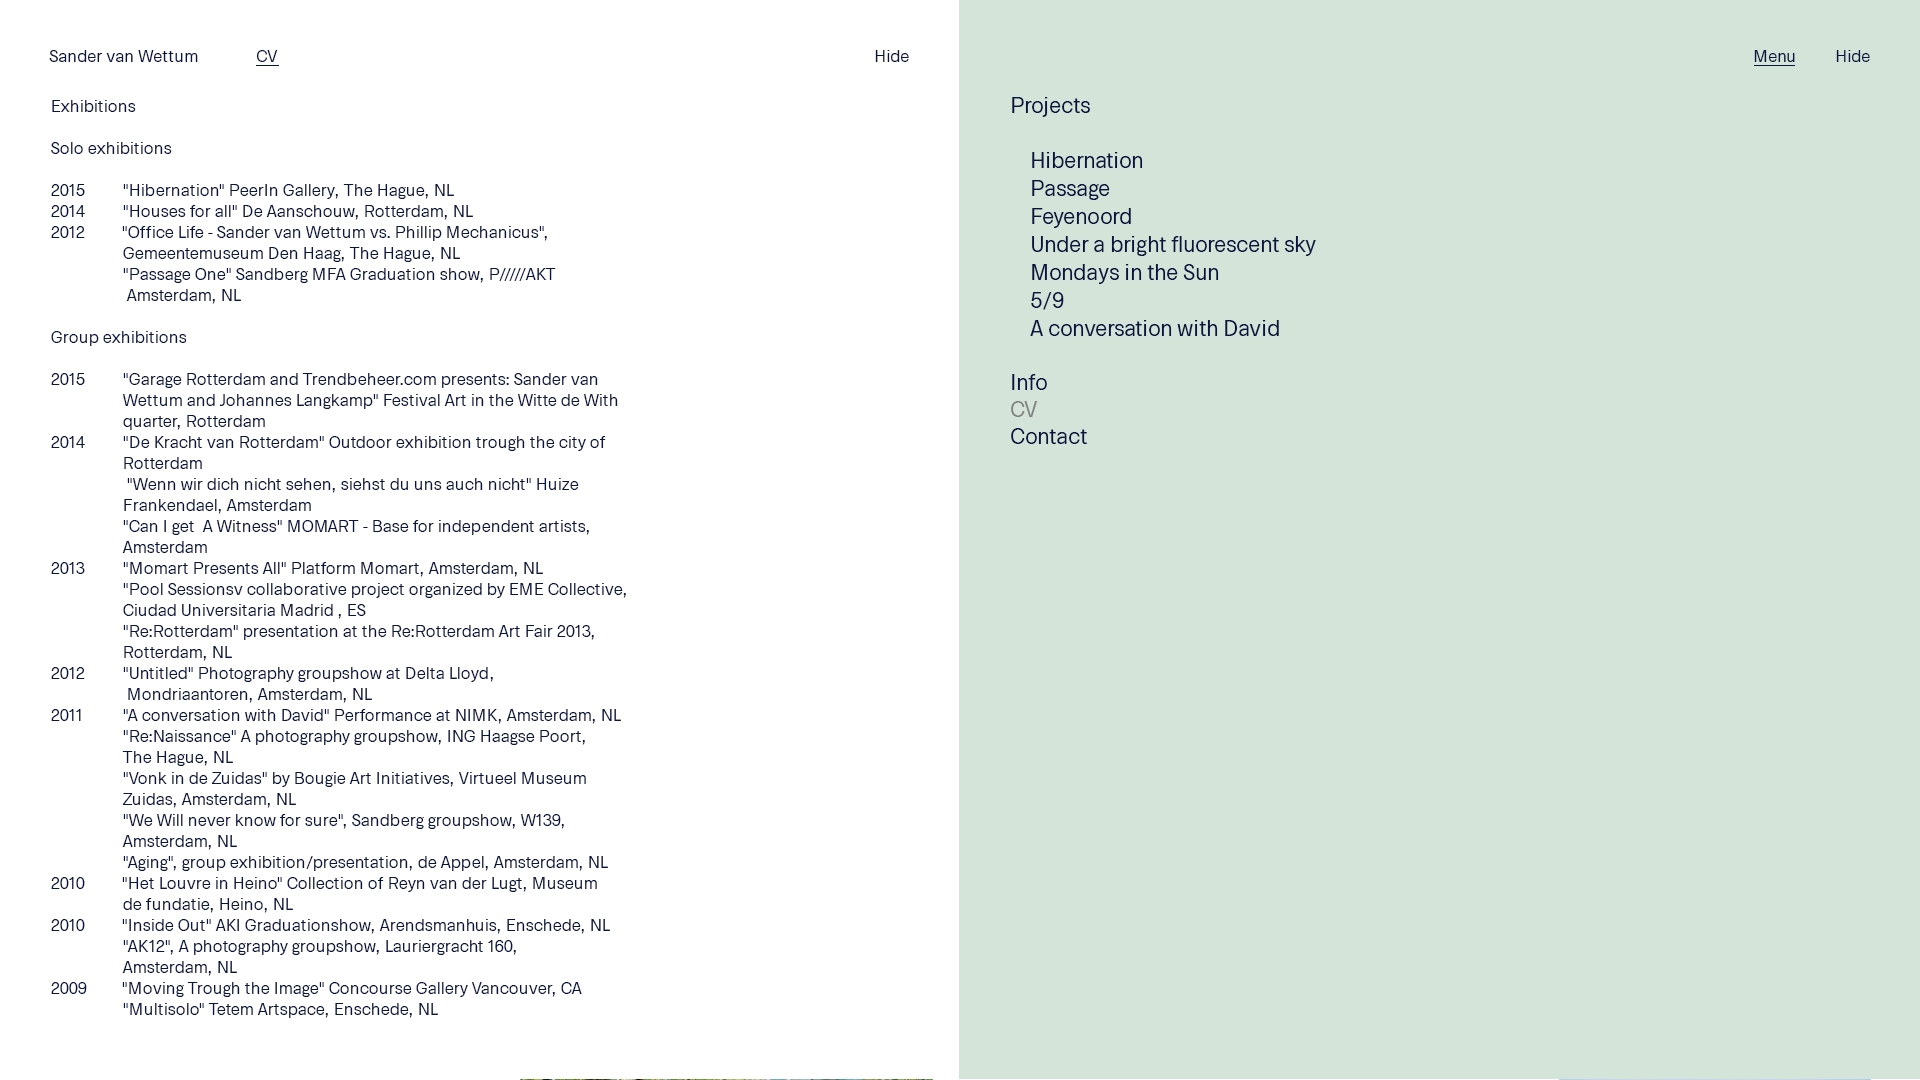 Sander van Wettum CV Hide
Exhibitions
Solo exhibitions
2015 "Hibernation" PeerIn Gallery, The Hague, NL
2014 "Houses for all" De Aanschouw, Rotterdam, NL
2012 "Office Life - Sander van Wettum vs. Phillip Mechanicus",
Gemeentemuseum Den Haag, The Hague, NL
"Passage One" Sandberg MFA Graduation show, P/////AKT
Amsterdam, NL
Group exhibitions
2015 "Garage Rotterdam and Trendbeheer.com presents: Sander van
Wettum and Johannes Langkamp" Festival Art in the Witte de With
quarter, Rotterdam
2014 "De Kracht van Rotterdam" Outdoor exhibition trough the city of
Rotterdam
"Wenn wir dich nicht sehen, siehst du uns auch nicht" Huize
Frankendael, Amsterdam
"Can I get  A Witness" MOMART - Base for independent artists,
Amsterdam
2013 "Momart Presents All" Platform Momart, Amsterdam, NL
"Pool Sessionsv collaborative project organized by EME Collective,
Ciudad Universitaria Madrid , ES
"Re:Rotterdam" presentation at the Re:Rotterdam Art Fair 2013,
Rotterdam, NL
2012 "Untitled" Photography groupshow at Delta Lloyd,
Mondriaantoren, Amsterdam, NL
2011 "A conversation with David" Performance at NIMK, Amsterdam, NL
"Re:Naissance" A photography groupshow, ING Haagse Poort,
The Hague, NL
"Vonk in de Zuidas" by Bougie Art Initiatives, Virtueel Museum
Zuidas, Amsterdam, NL
"We Will never know for sure", Sandberg groupshow, W139,
Amsterdam, NL
"Aging", group exhibition/presentation, de Appel, Amsterdam, NL
2010 "Het Louvre in Heino" Collection of Reyn van der Lugt, Museum
de fundatie, Heino, NL
2010 "Inside Out" AKI Graduationshow, Arendsmanhuis, Enschede, NL
"AK12", A photography groupshow, Lauriergracht 160,
Amsterdam, NL
2009 "Moving Trough the Image" Concourse Gallery Vancouver, CA
"Multisolo" Tetem Artspace, Enschede, NL
Menu Hide
Projects
Hibernation
Passage
Feyenoord
Under a bright fluorescent sky
Mondays in the Sun
5/9
A conversation with David
Info
CV
Contact